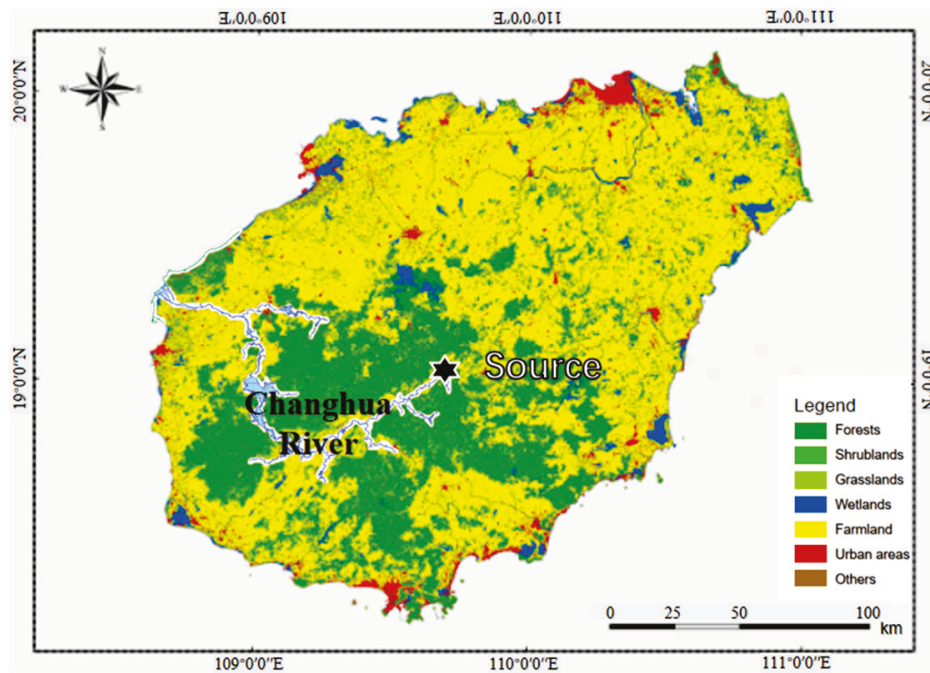 109°0'0"E 110°0'0"E 111°0'0"E
N
W E
S
20°0'0"N 20°0'0"N
19°0'0"N 19°0'0"N
Source
Changhua
River
Legend
Forests
Shrublands
Grasslands
Wetlands
Farmland
Urban areas
Others
0 25 50 100
km
109°0'0"E 110°0'0"E 111°0'0"E